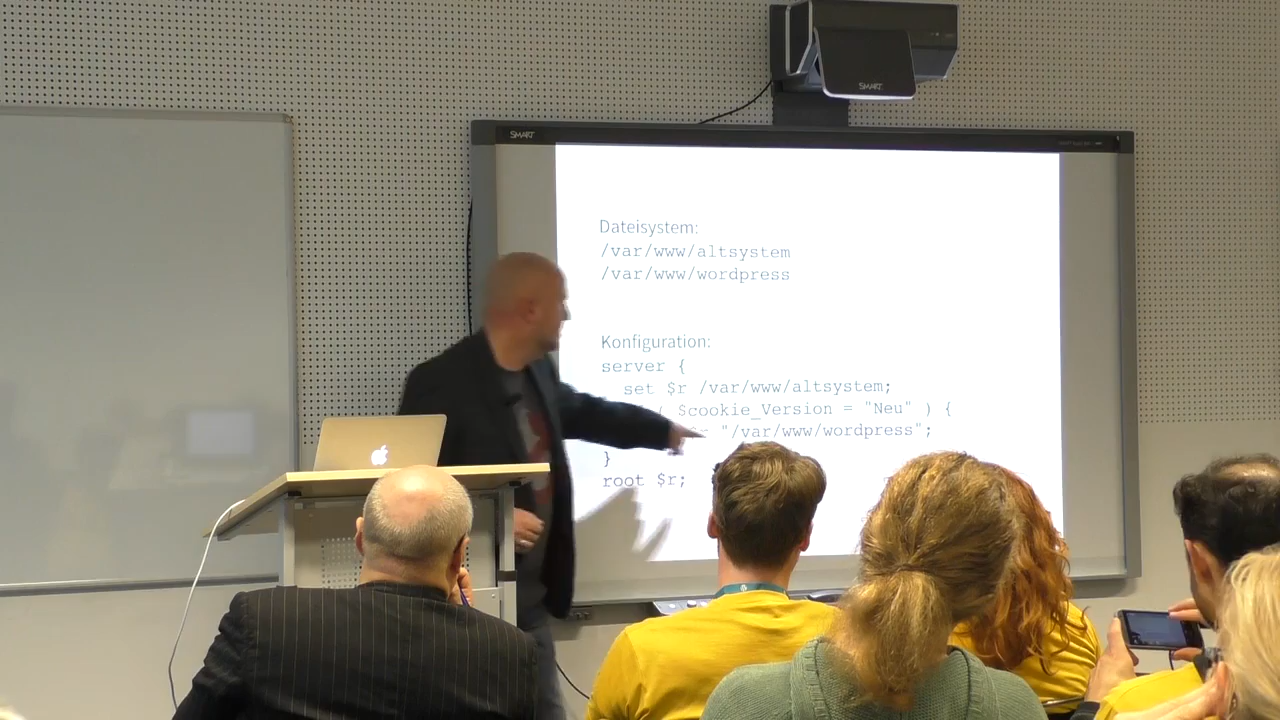 SMART
SMART
Dateisystem:
/var/www/altsystem
/var/www/wordpress
Konfiguration:
server {
set $r /var/www/altsystem;
( $cookie_Version = "Neu" ) {
"/var/www/wordpress";
}
root $r;